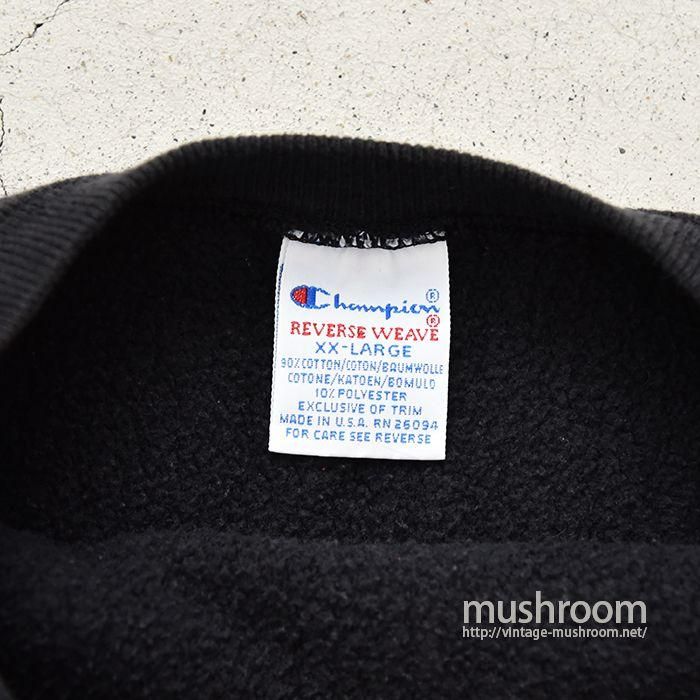 Champion®
REVERSE WEAVE®
XX-LARGE
90% COTTON/COTON/BAUMWOLLE
COTONE/KATOEN/BOMULD
10% POLYESTER
EXCLUSIVE OF TRIM
MADE IN U.S.A. RN 26094
FOR CARE SEE REVERSE
mushroom
http://vintage-mushroom.net/